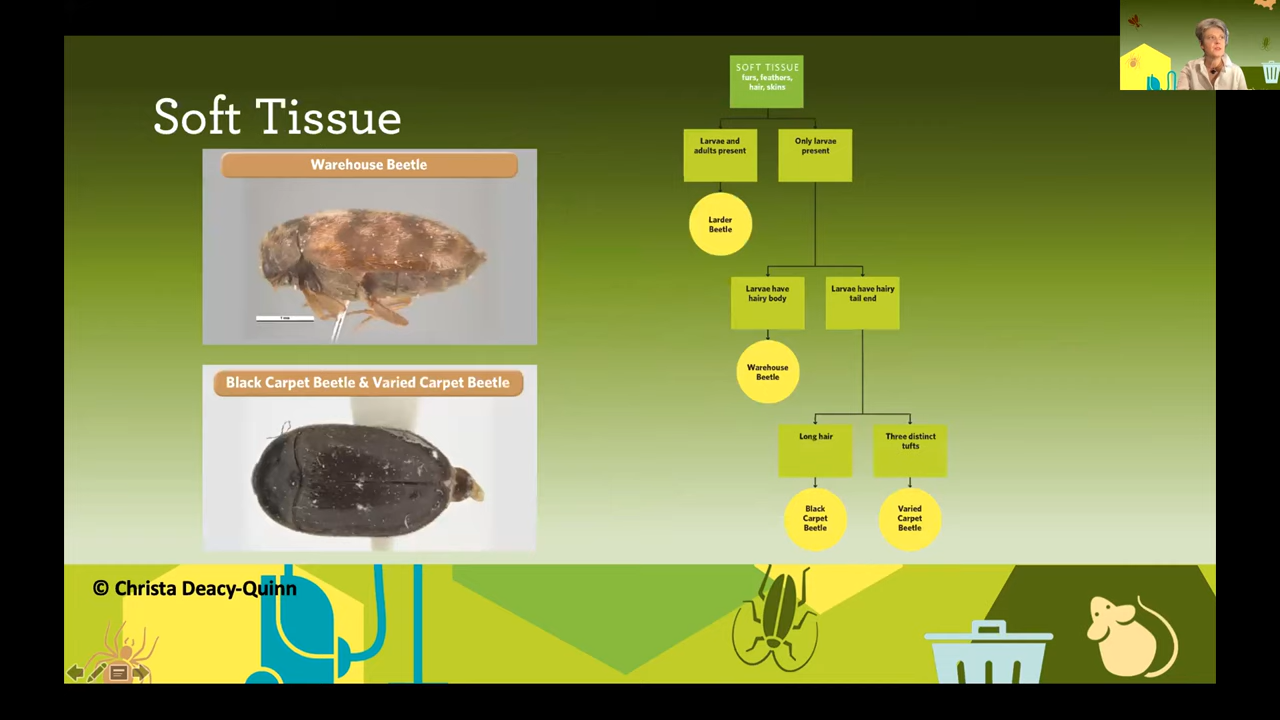 Soft Tissue
Warehouse Beetle
1 mm
Black Carpet Beetle & Varied Carpet Beetle
SOFT TISSUE
furs, feathers,
hair, skins
Larvae and
adults present
Only larvae
present
Larder
Beetle
Larvae have
hairy body
Larvae have hairy
tail end
Warehouse
Beetle
Long hair
Three distinct
tufts
Black
Carpet
Beetle
Varied
Carpet
Beetle
© Christa Deacy-Quinn